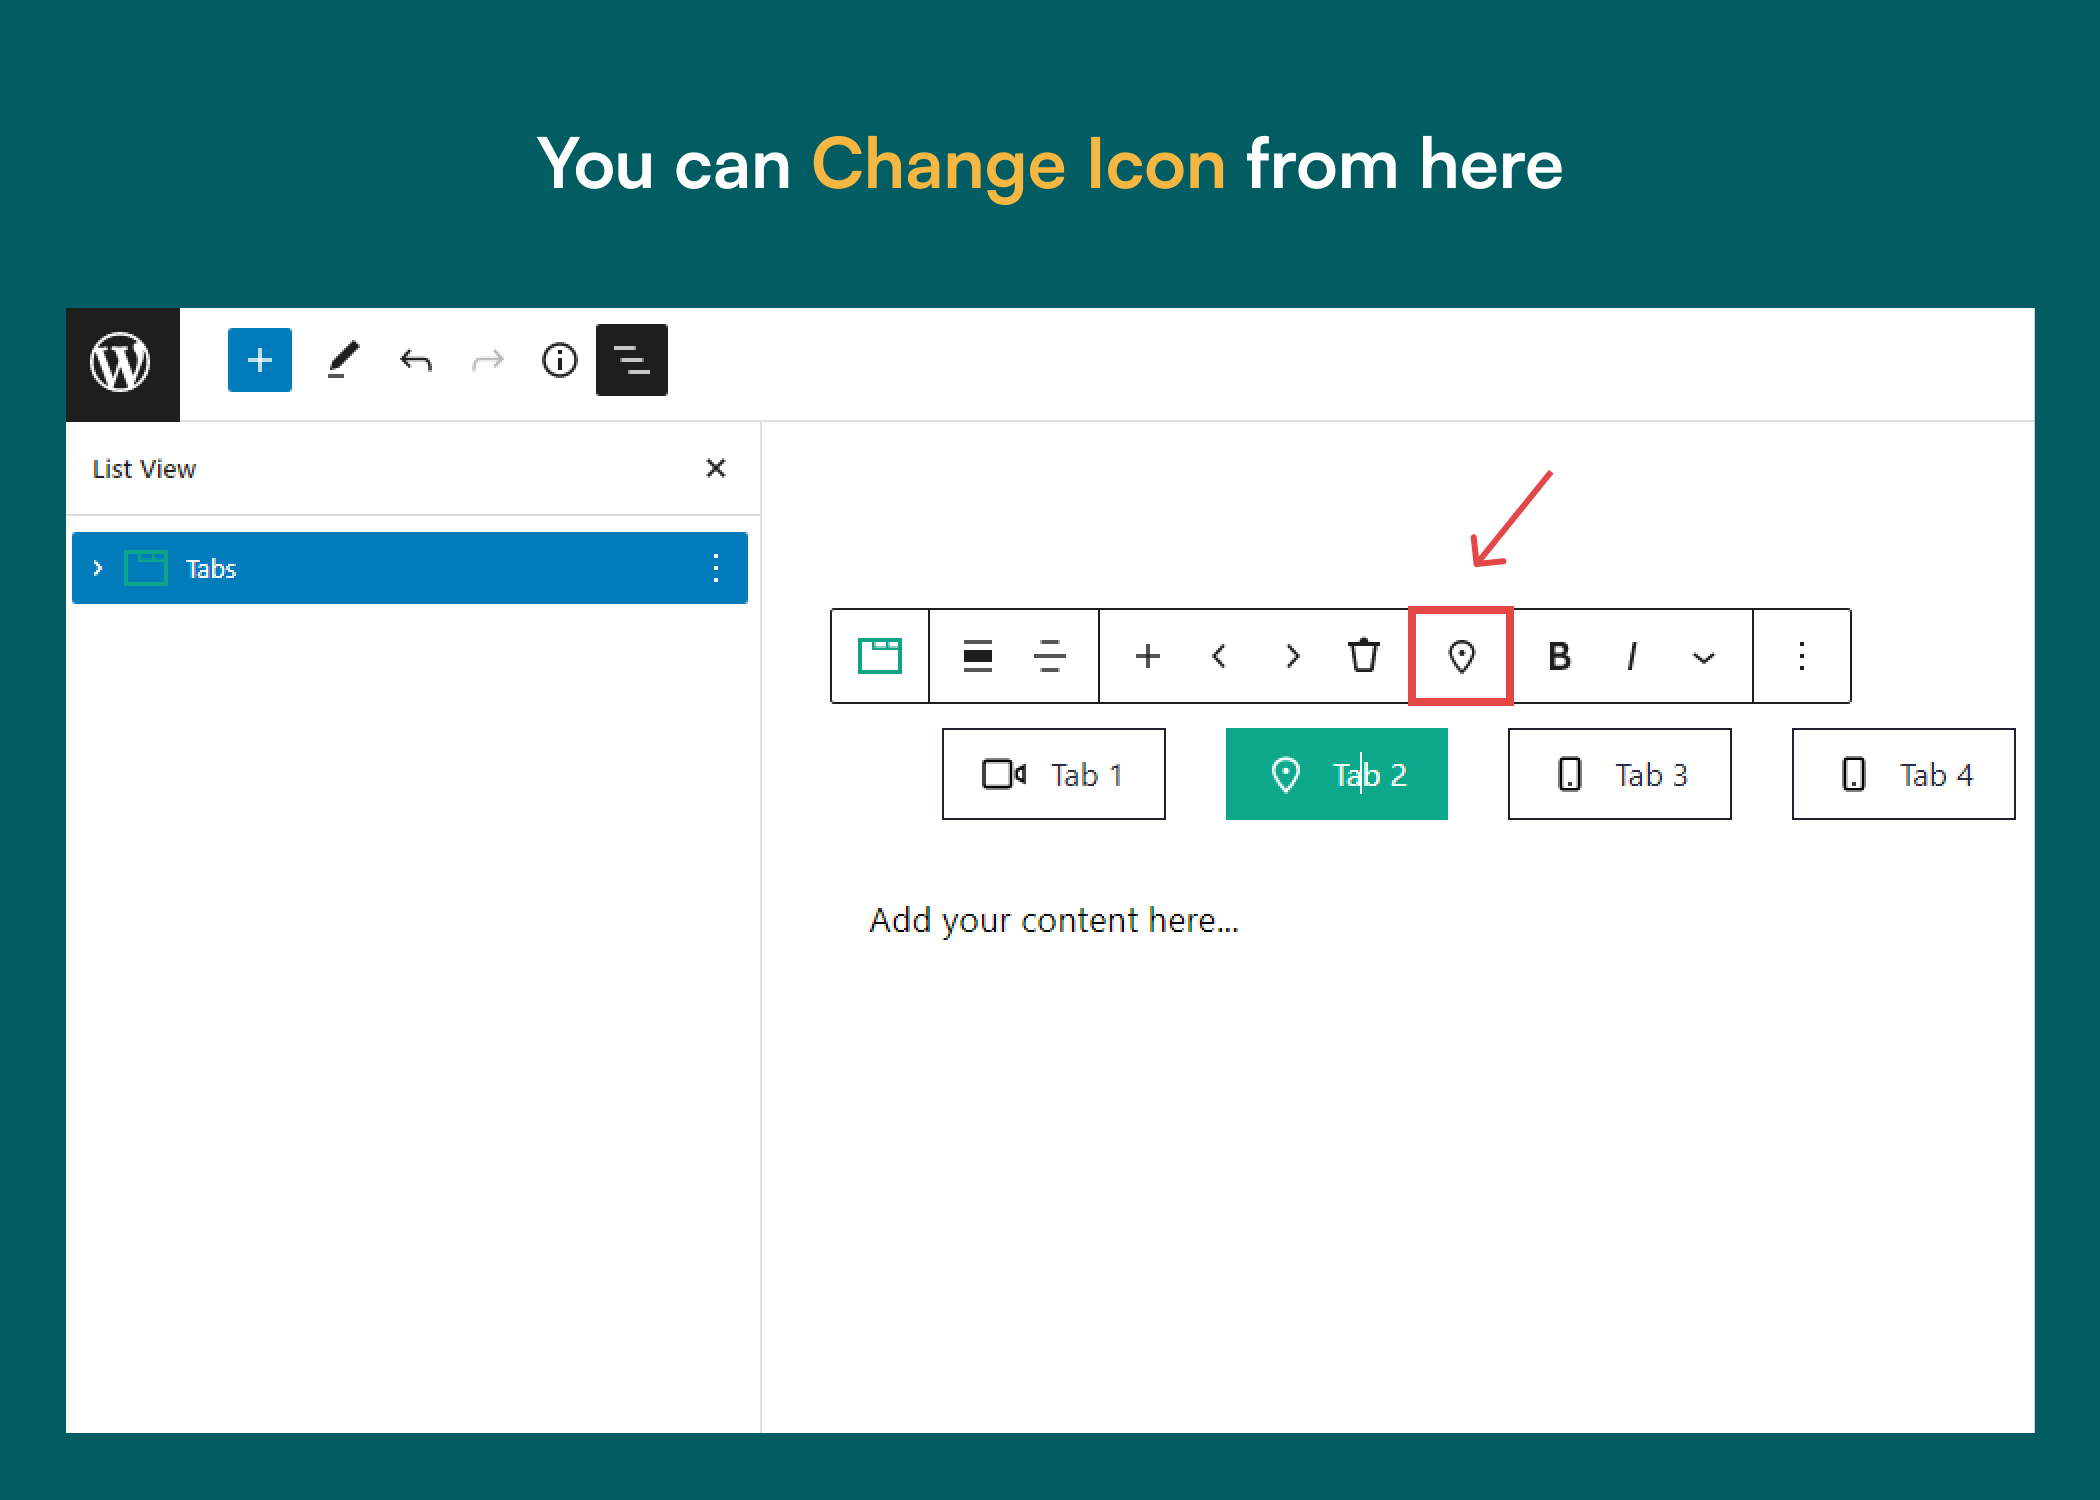 You can Change Icon from here
List View
Tabs
B I
Tab 1 Tab 2 Tab 3 Tab 4
Add your content here...